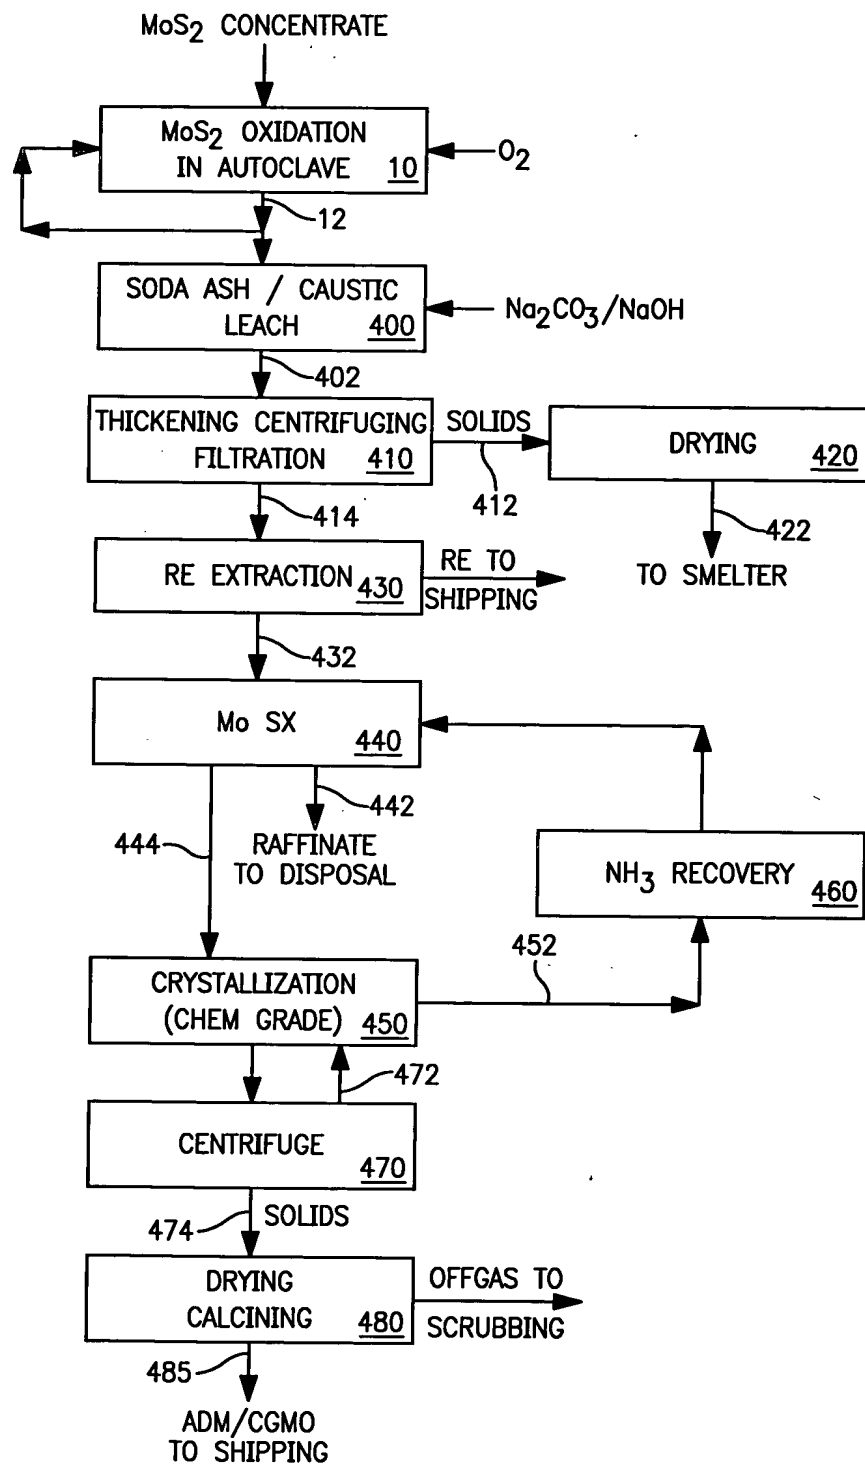 MoS2 CONCENTRATE
MoS2 OXIDATION
IN AUTOCLAVE 10
O2
12
SODA ASH / CAUSTIC
LEACH 400
Na2CO3/NaOH
402
THICKENING CENTRIFUGING
FILTRATION 410
SOLIDS
412
DRYING 420
414
422
TO SMELTER
RE EXTRACTION 430
RE TO
SHIPPING
432
Mo SX 440
442
444
RAFFINATE
TO DISPOSAL
NH3 RECOVERY 460
452
CRYSTALLIZATION
(CHEM GRADE) 450
472
CENTRIFUGE 470
474
SOLIDS
DRYING
CALCINING 480
OFFGAS TO
SCRUBBING
485
ADM/CGMO
TO SHIPPING